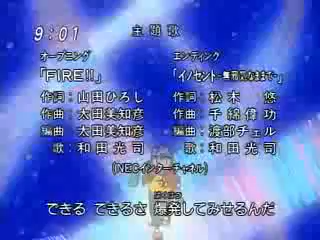 9:01
主題歌
オープニング
「FIRE!!」
作詞:山田ひろし
作曲:太田美知彦
編曲:太田美知彦
歌:和田光司
エンディング
「イノセント-無邪気なままで-」
作詞:松木 悠
作曲:千綿偉功
編曲:渡部チェル
歌:和田光司
(NECインターチャネル)
ばくはつ
できる できるさ 爆発してみせるんだ